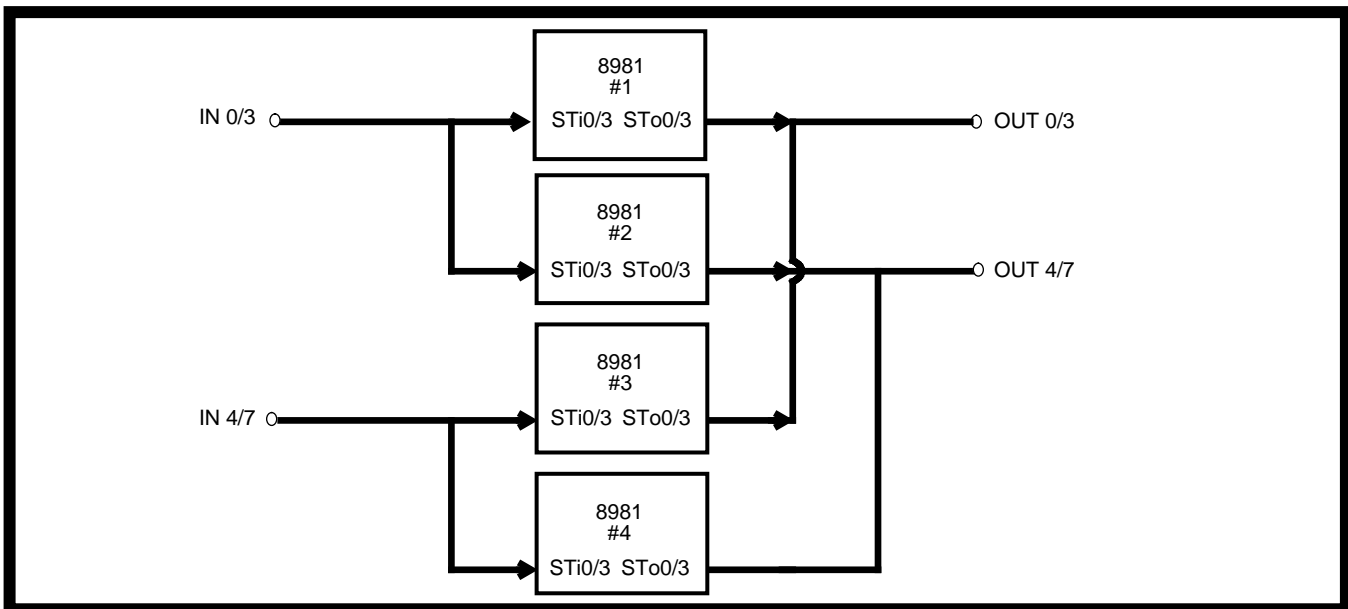 8981
#1
IN 0/3
STi0/3 STo0/3
OUT 0/3
8981
#2
STi0/3 STo0/3
OUT 4/7
8981
#3
IN 4/7
STi0/3 STo0/3
8981
#4
STi0/3 STo0/3